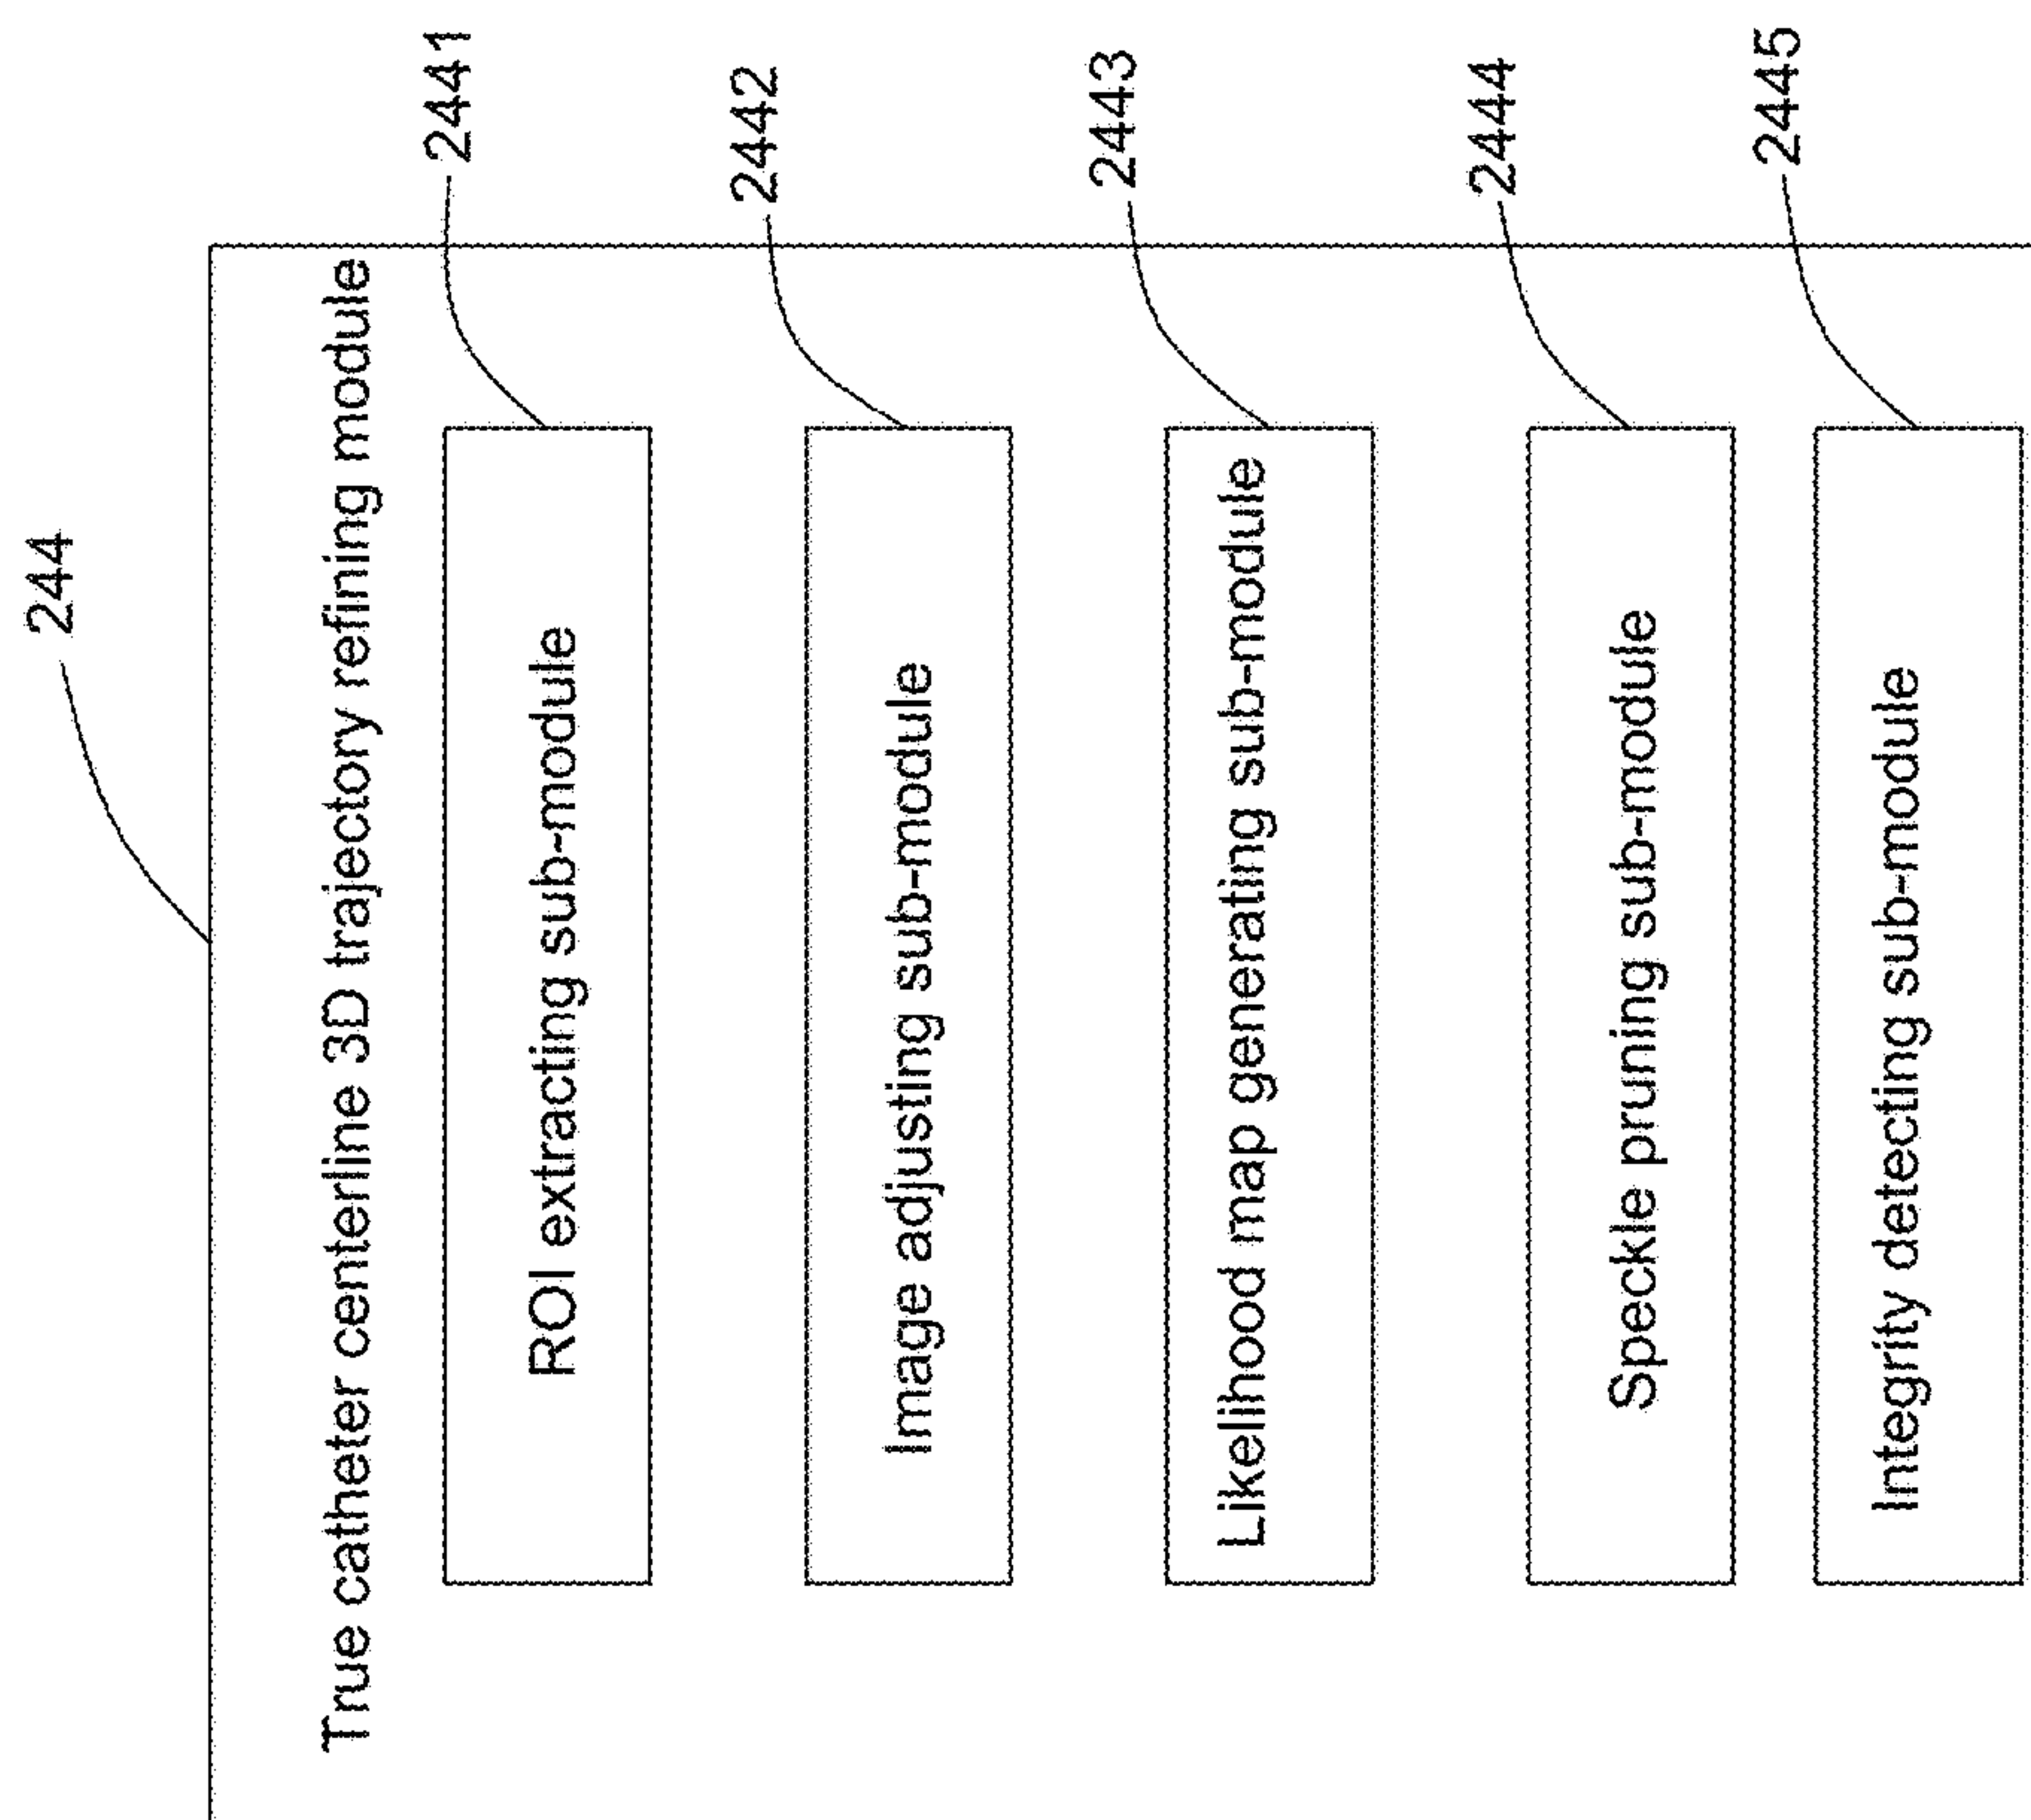 244
True catheter centerline 3D trajectory refining module
2441
ROI extracting sub-module
2442
Image adjusting sub-module
2443
Likelihood map generating sub-module
2444
Speckle pruning sub-module
2445
Integrity detecting sub-module